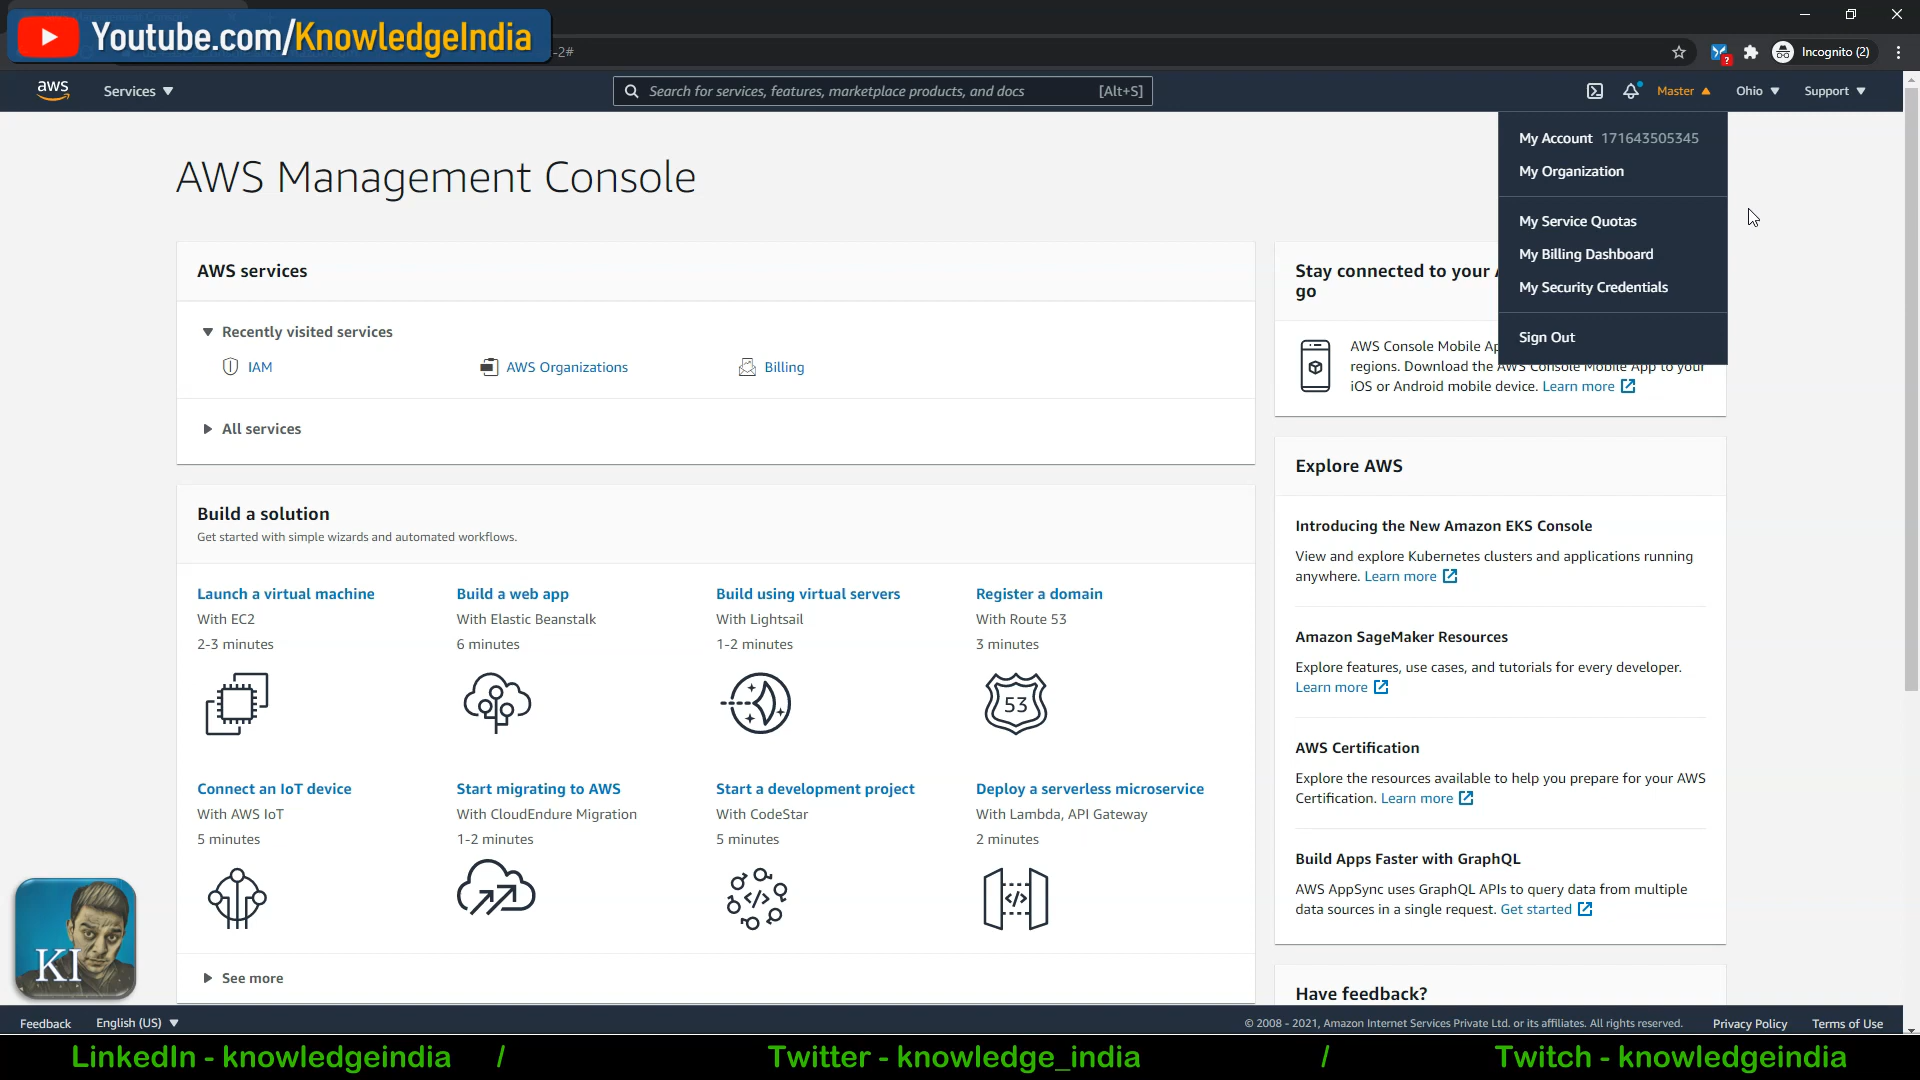 Youtube.com/KnowledgeIndia
-2#
Incognito (2)
aws
Services
Search for services, features, marketplace products, and docs [Alt+S]
Master
Ohio
Support
My Account 171643505345
My Organization
My Service Quotas
My Billing Dashboard
My Security Credentials
Sign Out
AWS Management Console
AWS services
Recently visited services
IAM
AWS Organizations
Billing
All services
Build a solution
Get started with simple wizards and automated workflows.
Launch a virtual machine
With EC2
2-3 minutes
Build a web app
With Elastic Beanstalk
6 minutes
Build using virtual servers
With Lightsail
1-2 minutes
Register a domain
With Route 53
3 minutes
53
Connect an IoT device
With AWS IoT
5 minutes
Start migrating to AWS
With CloudEndure Migration
1-2 minutes
Start a development project
With CodeStar
5 minutes
Deploy a serverless microservice
With Lambda, API Gateway
2 minutes
See more
Stay connected to your
go
AWS Console Mobile
regions. Download the AWS Console Mobile App to your
iOS or Android mobile device. Learn more
Explore AWS
Introducing the New Amazon EKS Console
View and explore Kubernetes clusters and applications running
anywhere. Learn more
Amazon SageMaker Resources
Explore features, use cases, and tutorials for every developer.
Learn more
AWS Certification
Explore the resources available to help you prepare for your AWS
Certification. Learn more
Build Apps Faster with GraphQL
AWS AppSync uses GraphQL APIs to query data from multiple
data sources in a single request. Get started
Have feedback?
KI
Feedback
English (US)
© 2008 - 2021, Amazon Internet Services Private Ltd. or its affiliates. All rights reserved.
Privacy Policy
Terms of Use
LinkedIn - knowledgeindia / Twitter - knowledge_india / Twitch - knowledgeindia